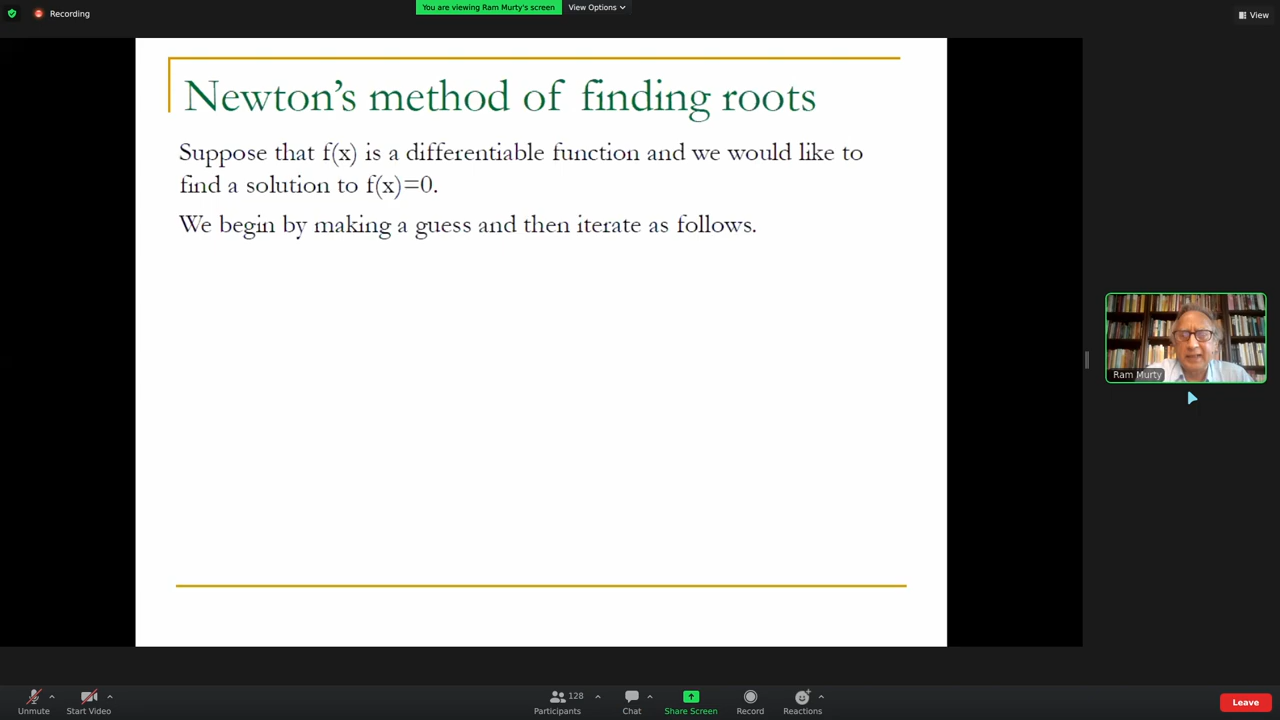 Recording
You are viewing Ram Murty's screen
View Options
View
Newton's method of finding roots
Suppose that f(x) is a differentiable function and we would like to
find a solution to f(x)=0.
We begin by making a guess and then iterate as follows.
Ram Murty
Unmute
Start Video
128
Participants
Chat
Share Screen
Record
Reactions
Leave